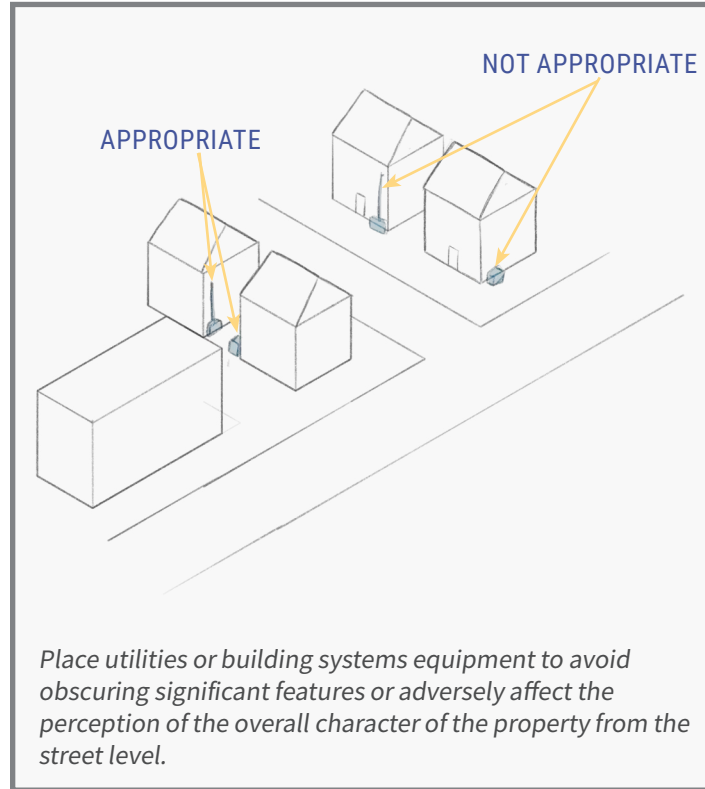 NOT APPROPRIATE
APPROPRIATE
Place utilities or building systems equipment to avoid
obscuring significant features or adversely affect the
perception of the overall character of the property from the
street level.